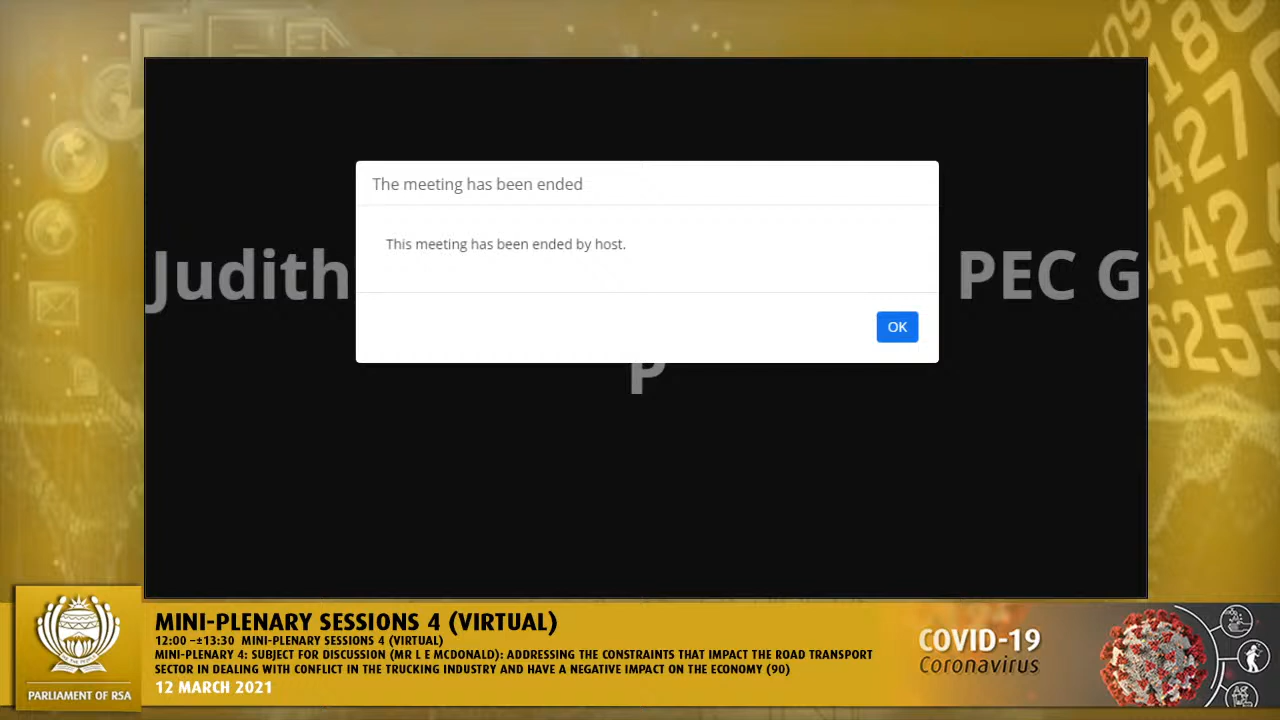 The meeting has been ended
This meeting has been ended by host.
OK
Judith
PEC G
P
MINI-PLENARY SESSIONS 4 (VIRTUAL)
12:00 –±13:30 MINI-PLENARY SESSIONS 4 (VIRTUAL)
MINI-PLENARY 4: SUBJECT FOR DISCUSSION (MR L E MCDONALD): ADDRESSING THE CONSTRAINTS THAT IMPACT THE ROAD TRANSPORT
SECTOR IN DEALING WITH CONFLICT IN THE TRUCKING INDUSTRY AND HAVE A NEGATIVE IMPACT ON THE ECONOMY (90)
12 MARCH 2021
PARLIAMENT OF RSA
COVID-19
Coronavirus